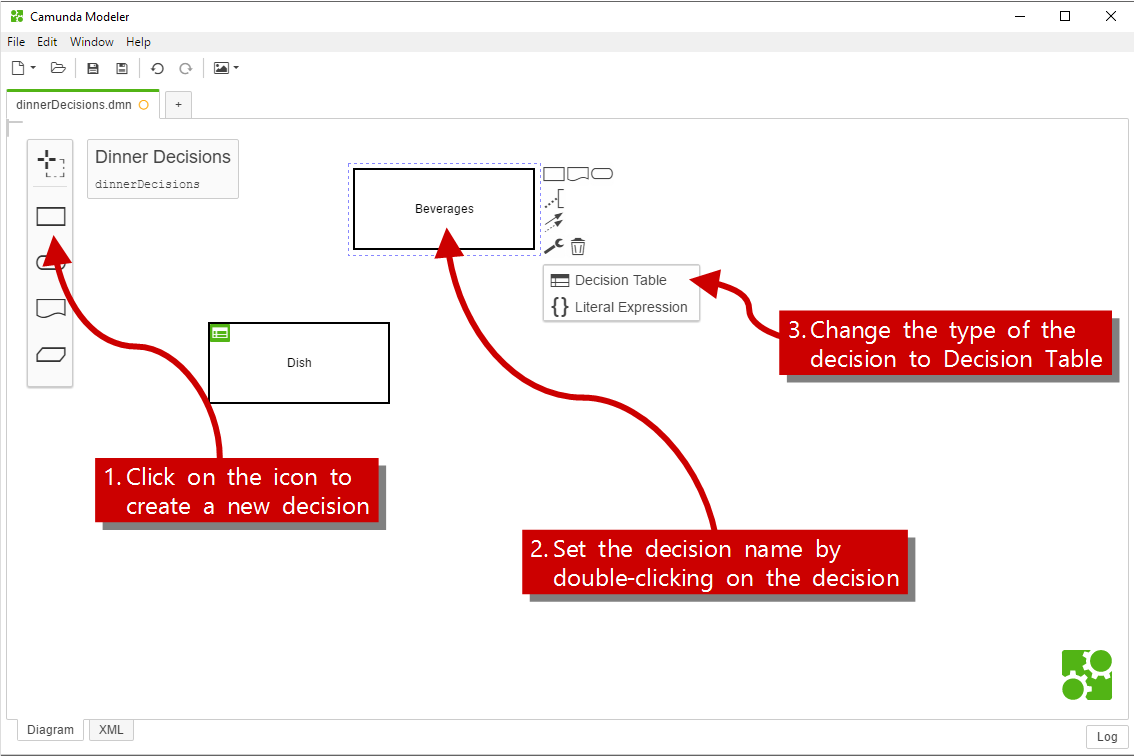 Camunda Modeler
File Edit Window Help
dinnerDecisions.dmn +
Dinner Decisions
dinnerDecisions
Beverages
Decision Table
{} Literal Expression
3. Change the type of the
decision to Decision Table
Dish
1. Click on the icon to
create a new decision
2. Set the decision name by
double-clicking on the decision
Diagram XML
Log